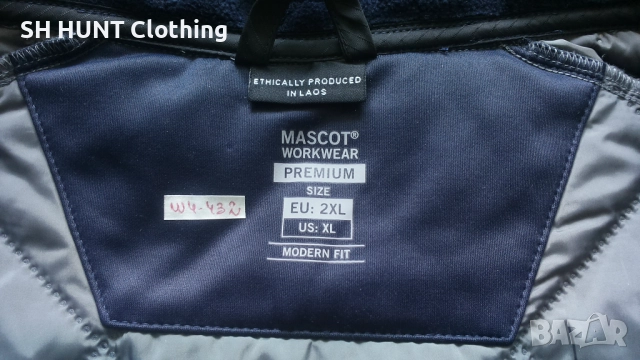 SH HUNT Clothing
ETHICALLY PRODUCED
IN LAOS
MASCOT®
WORKWEAR
PREMIUM
SIZE
EU: 2XL
US: XL
MODERN FIT
W4-432
BAZAR